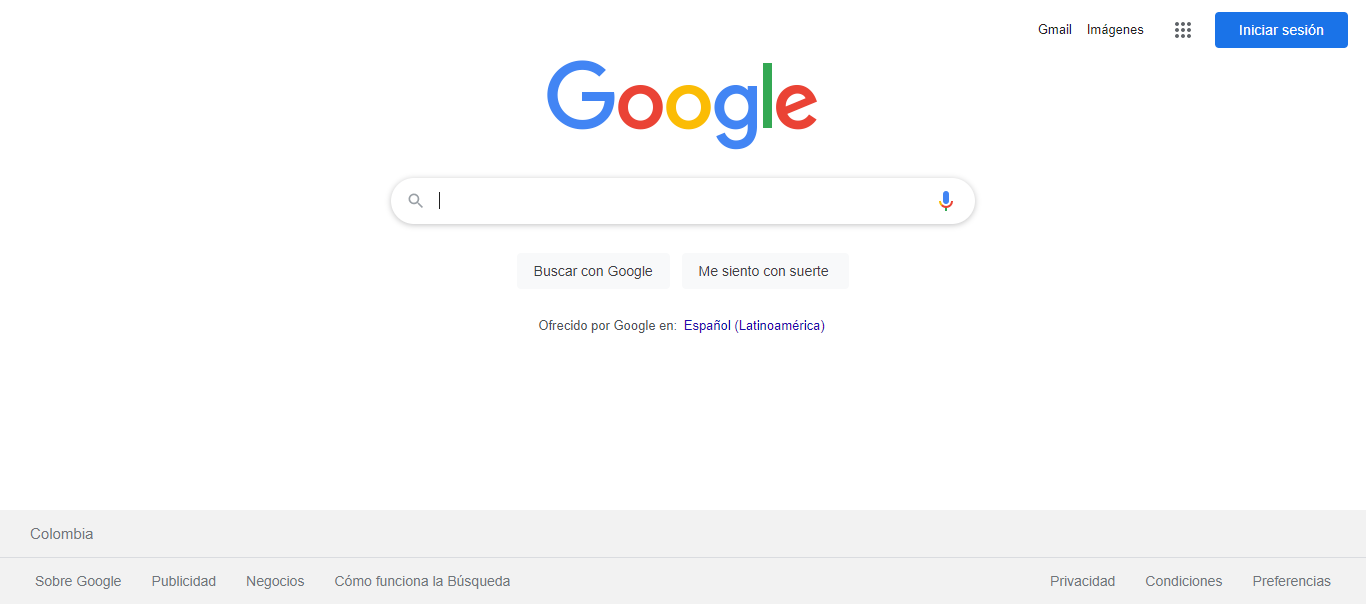 Gmail Imágenes Iniciar sesión
Google
Buscar con Google Me siento con suerte
Ofrecido por Google en: Español (Latinoamérica)
Colombia
Sobre Google Publicidad Negocios Cómo funciona la Búsqueda Privacidad Condiciones Preferencias